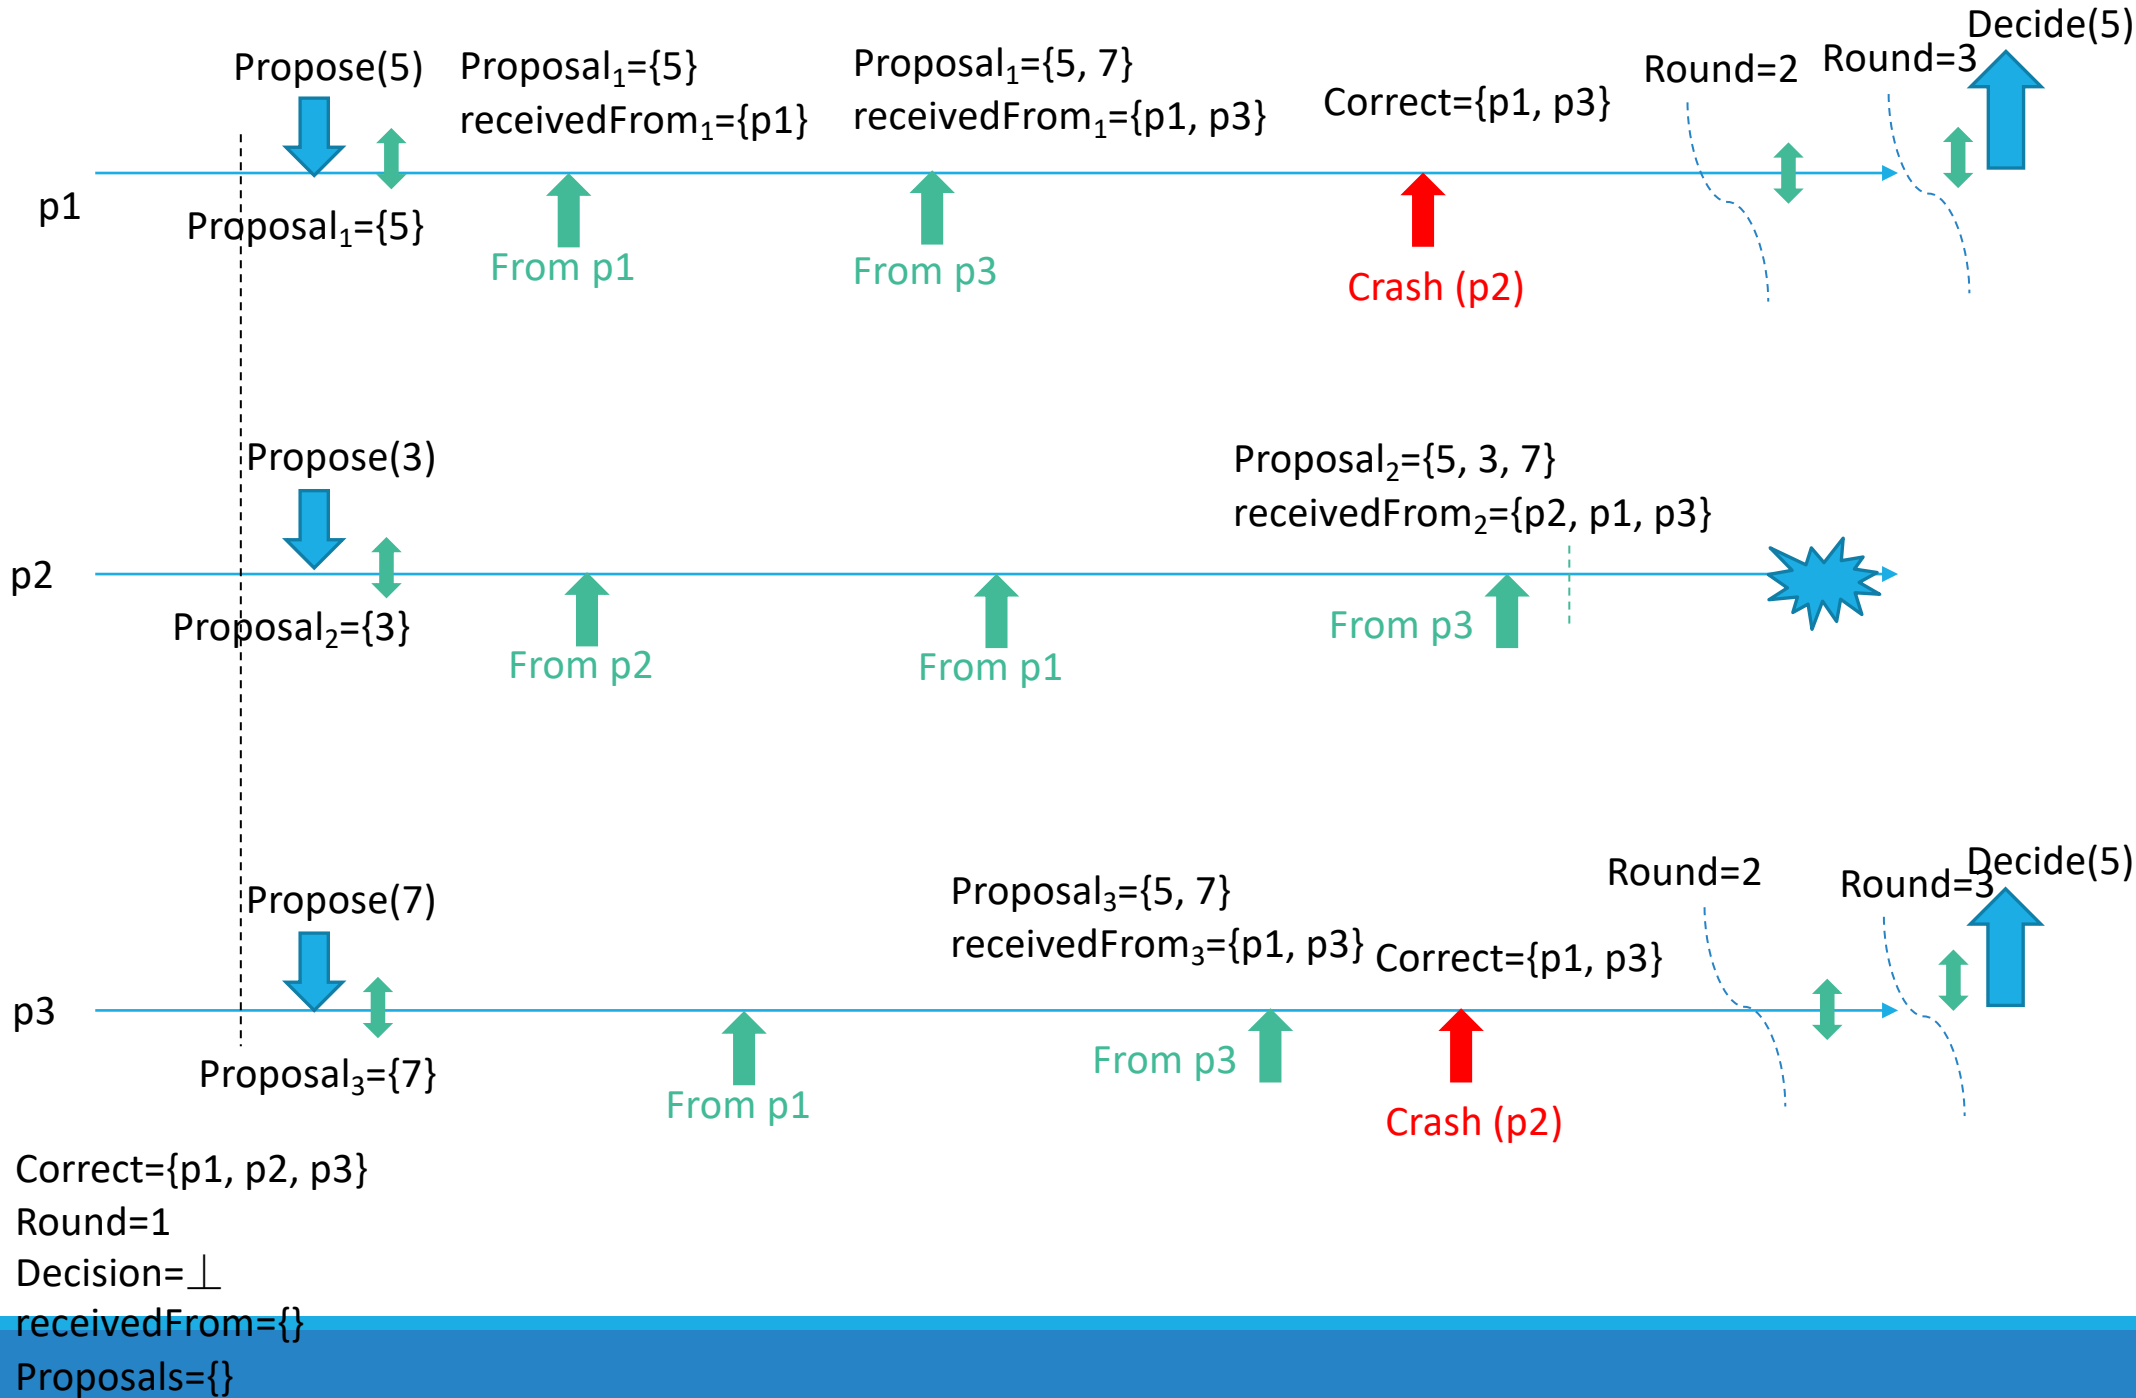 Decide(5)
Propose(5)
Proposal₁={5}
receivedFrom₁={p1}
Proposal₁={5, 7}
receivedFrom₁={p1, p3}
Correct={p1, p3}
Round=2
Round=3
p1
Proposal₁={5}
From p1
From p3
Crash (p2)
Propose(3)
Proposal₂={5, 3, 7}
receivedFrom₂={p2, p1, p3}
p2
Proposal₂={3}
From p2
From p1
From p3
Propose(7)
Proposal₃={5, 7}
receivedFrom₃={p1, p3}
Correct={p1, p3}
Round=2
Round=3
Decide(5)
p3
Proposal₃={7}
From p1
From p3
Crash (p2)
Correct={p1, p2, p3}
Round=1
Decision=⊥
receivedFrom={}
Proposals={}